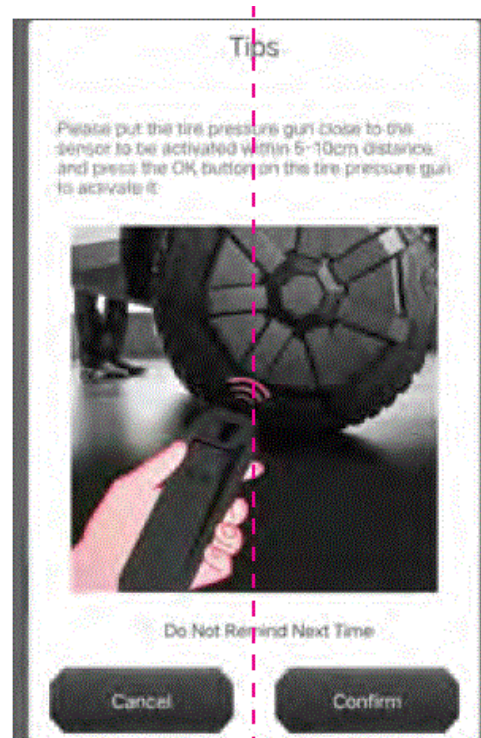 Tips
Please put the tire pressure gun close to the
sensor to be activated within 5-10cm distance,
and press the OK button on the tire pressure gun
to activate it
Do Not Remind Next Time
Cancel
Confirm